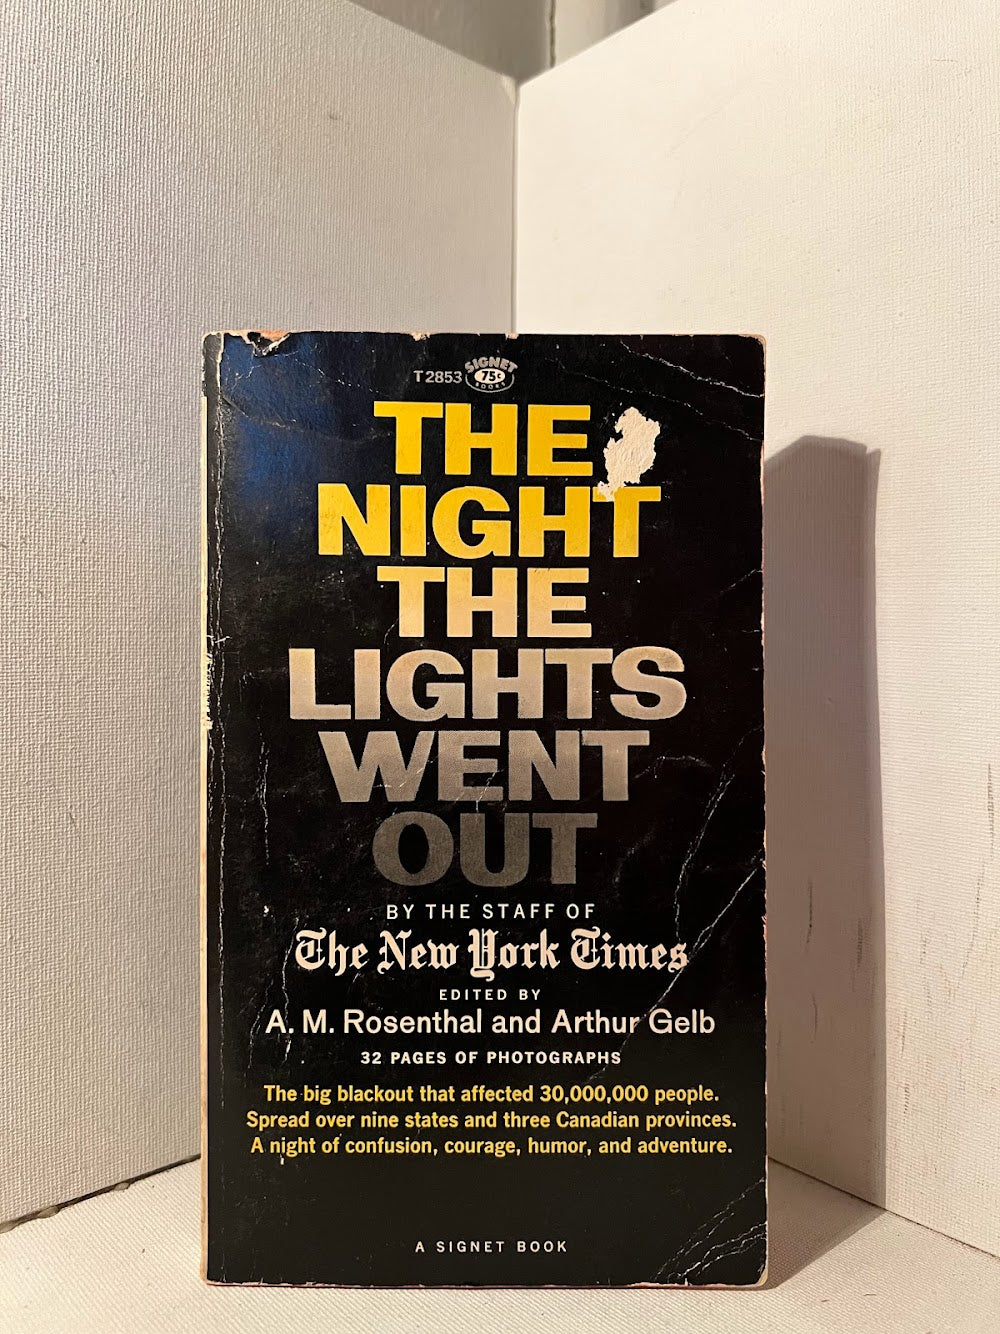 T2853 SIGNET 75¢ BOOKS
THE
NIGHT
THE
LIGHTS
WENT
OUT
BY THE STAFF OF
The New York Times
EDITED BY
A. M. Rosenthal and Arthur Gelb
32 PAGES OF PHOTOGRAPHS
The big blackout that affected 30,000,000 people.
Spread over nine states and three Canadian provinces.
A night of confusion, courage, humor, and adventure.
A SIGNET BOOK